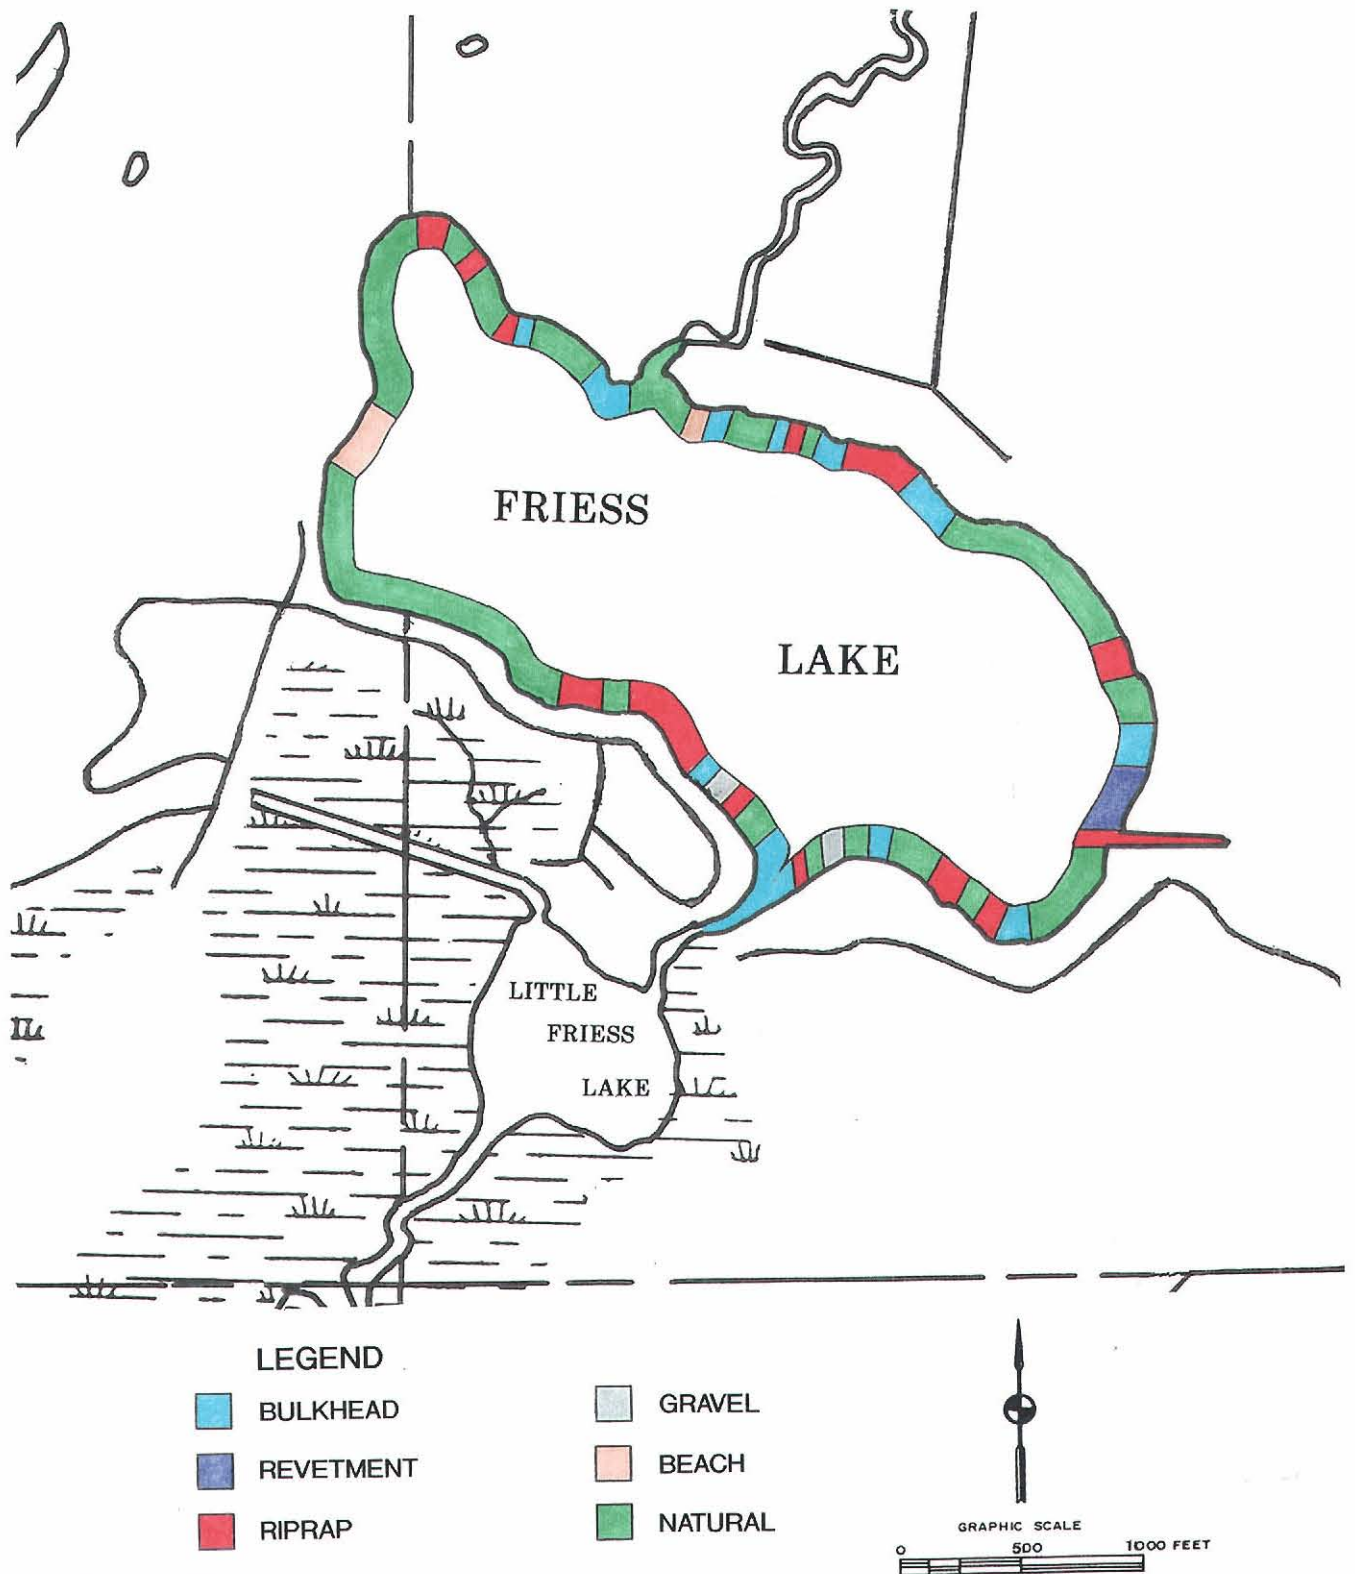 FRIESS
LAKE
LITTLE
FRIESS
LAKE
LEGEND
BULKHEAD
REVETMENT
RIPRAP
GRAVEL
BEACH
NATURAL
GRAPHIC SCALE
0 500 1000 FEET